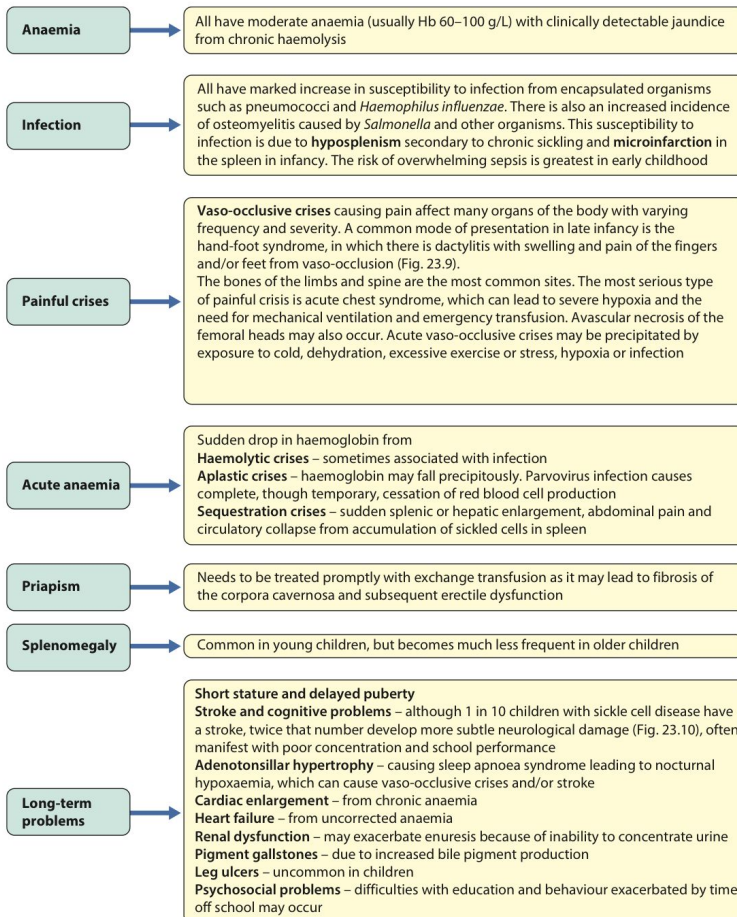 Anaemia
All have moderate anaemia (usually Hb 60–100 g/L) with clinically detectable jaundice
from chronic haemolysis
Infection
All have marked increase in susceptibility to infection from encapsulated organisms
such as pneumococci and Haemophilus influenzae. There is also an increased incidence
of osteomyelitis caused by Salmonella and other organisms. This susceptibility to
infection is due to hyposplenism secondary to chronic sickling and microinfarction in
the spleen in infancy. The risk of overwhelming sepsis is greatest in early childhood
Painful crises
Vaso-occlusive crises causing pain affect many organs of the body with varying
frequency and severity. A common mode of presentation in late infancy is the
hand-foot syndrome, in which there is dactylitis with swelling and pain of the fingers
and/or feet from vaso-occlusion (Fig. 23.9).
The bones of the limbs and spine are the most common sites. The most serious type
of painful crisis is acute chest syndrome, which can lead to severe hypoxia and the
need for mechanical ventilation and emergency transfusion. Avascular necrosis of the
femoral heads may also occur. Acute vaso-occlusive crises may be precipitated by
exposure to cold, dehydration, excessive exercise or stress, hypoxia or infection
Acute anaemia
Sudden drop in haemoglobin from
Haemolytic crises – sometimes associated with infection
Aplastic crises – haemoglobin may fall precipitously. Parvovirus infection causes
complete, though temporary, cessation of red blood cell production
Sequestration crises – sudden splenic or hepatic enlargement, abdominal pain and
circulatory collapse from accumulation of sickled cells in spleen
Priapism
Needs to be treated promptly with exchange transfusion as it may lead to fibrosis of
the corpora cavernosa and subsequent erectile dysfunction
Splenomegaly
Common in young children, but becomes much less frequent in older children
Long-term
problems
Short stature and delayed puberty
Stroke and cognitive problems – although 1 in 10 children with sickle cell disease have
a stroke, twice that number develop more subtle neurological damage (Fig. 23.10), often
manifest with poor concentration and school performance
Adenotonsillar hypertrophy – causing sleep apnoea syndrome leading to nocturnal
hypoxaemia, which can cause vaso-occlusive crises and/or stroke
Cardiac enlargement – from chronic anaemia
Heart failure – from uncorrected anaemia
Renal dysfunction – may exacerbate enuresis because of inability to concentrate urine
Pigment gallstones – due to increased bile pigment production
Leg ulcers – uncommon in children
Psychosocial problems – difficulties with education and behaviour exacerbated by time
off school may occur